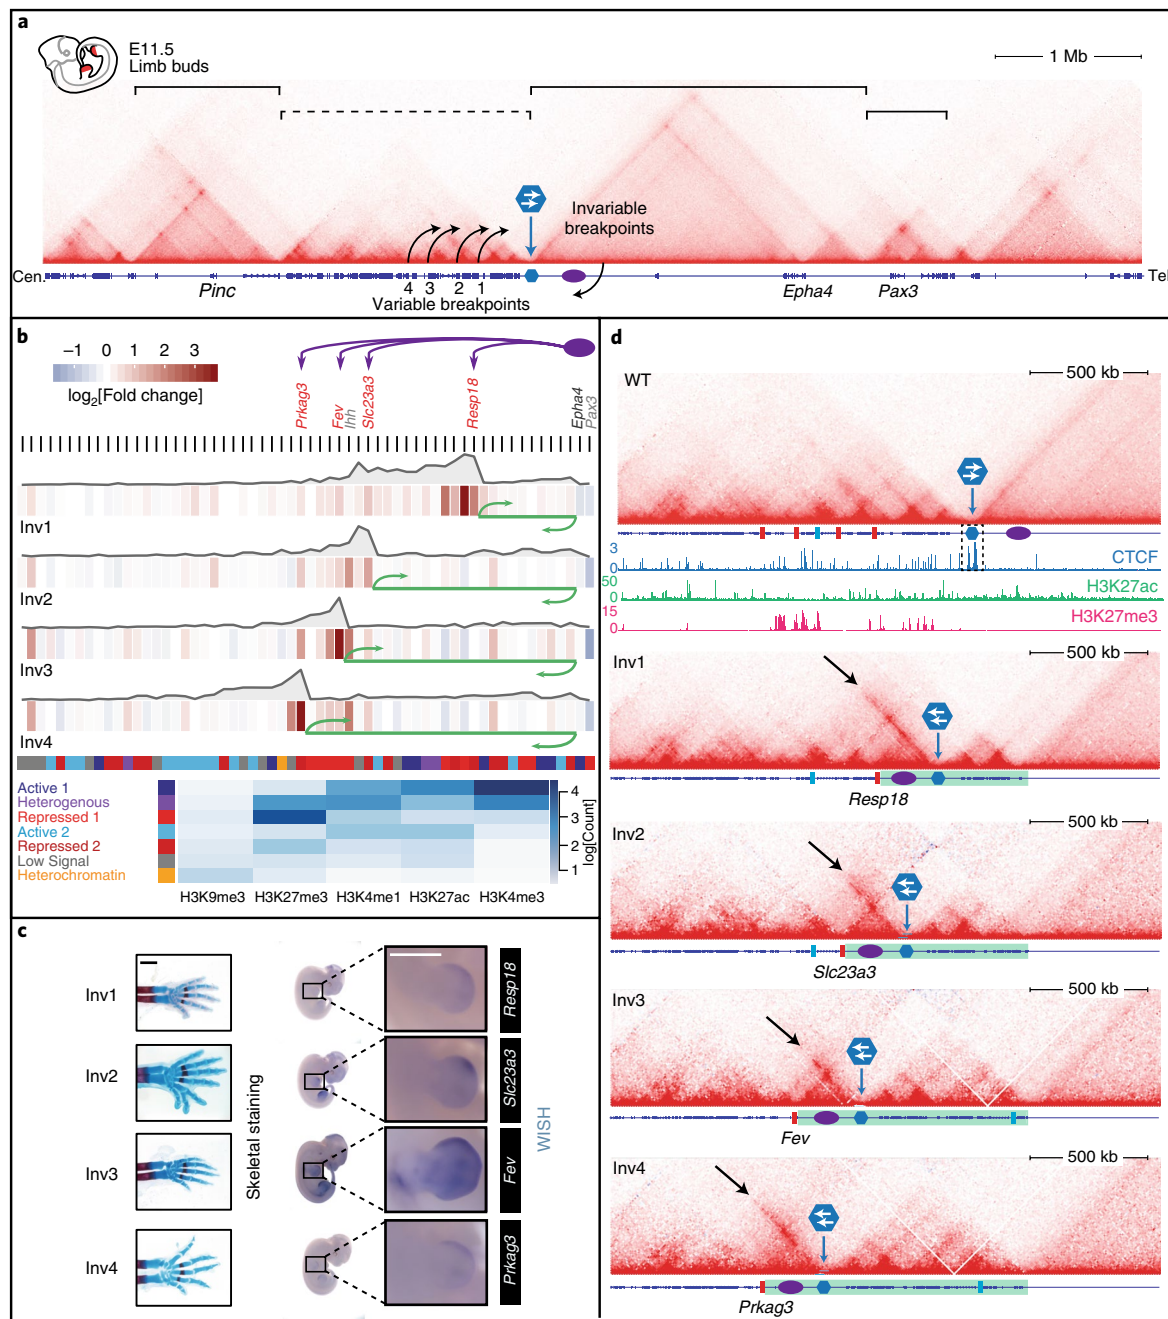 a
E11.5
Limb buds
1 Mb
Invariable
breakpoints
Cen.
4 3 2 1
Tel
Pinc
Variable breakpoints
Epha4
Pax3
b
−1 0 1 2 3
log2[Fold change]
Prkag3
Fev
Ihh
Slc23a3
Resp18
Epha4
Pax3
Inv1
Inv2
Inv3
Inv4
Active 1
Heterogenous
Repressed 1
Active 2
Repressed 2
Low Signal
Heterochromatin
4
3
2
1
log[Count]
H3K9me3 H3K27me3 H3K4me1 H3K27ac H3K4me3
c
Inv1
Inv2
Inv3
Inv4
Skeletal staining
Resp18
Slc23a3
Fev
Prkag3
WISH
d
WT
500 kb
3
0
CTCF
50
0
H3K27ac
15
0
H3K27me3
Inv1
500 kb
Resp18
Inv2
500 kb
Slc23a3
Inv3
500 kb
Fev
Inv4
500 kb
Prkag3